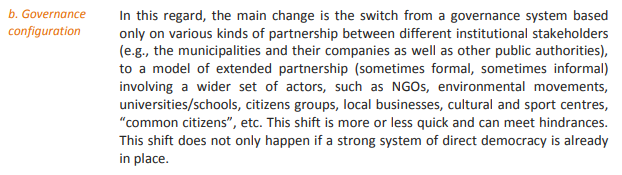 b. Governance
configuration
In this regard, the main change is the switch from a governance system based
only on various kinds of partnership between different institutional stakeholders
(e.g., the municipalities and their companies as well as other public authorities),
to a model of extended partnership (sometimes formal, sometimes informal)
involving a wider set of actors, such as NGOs, environmental movements,
universities/schools, citizens groups, local businesses, cultural and sport centres,
“common citizens”, etc. This shift is more or less quick and can meet hindrances.
This shift does not only happen if a strong system of direct democracy is already
in place.